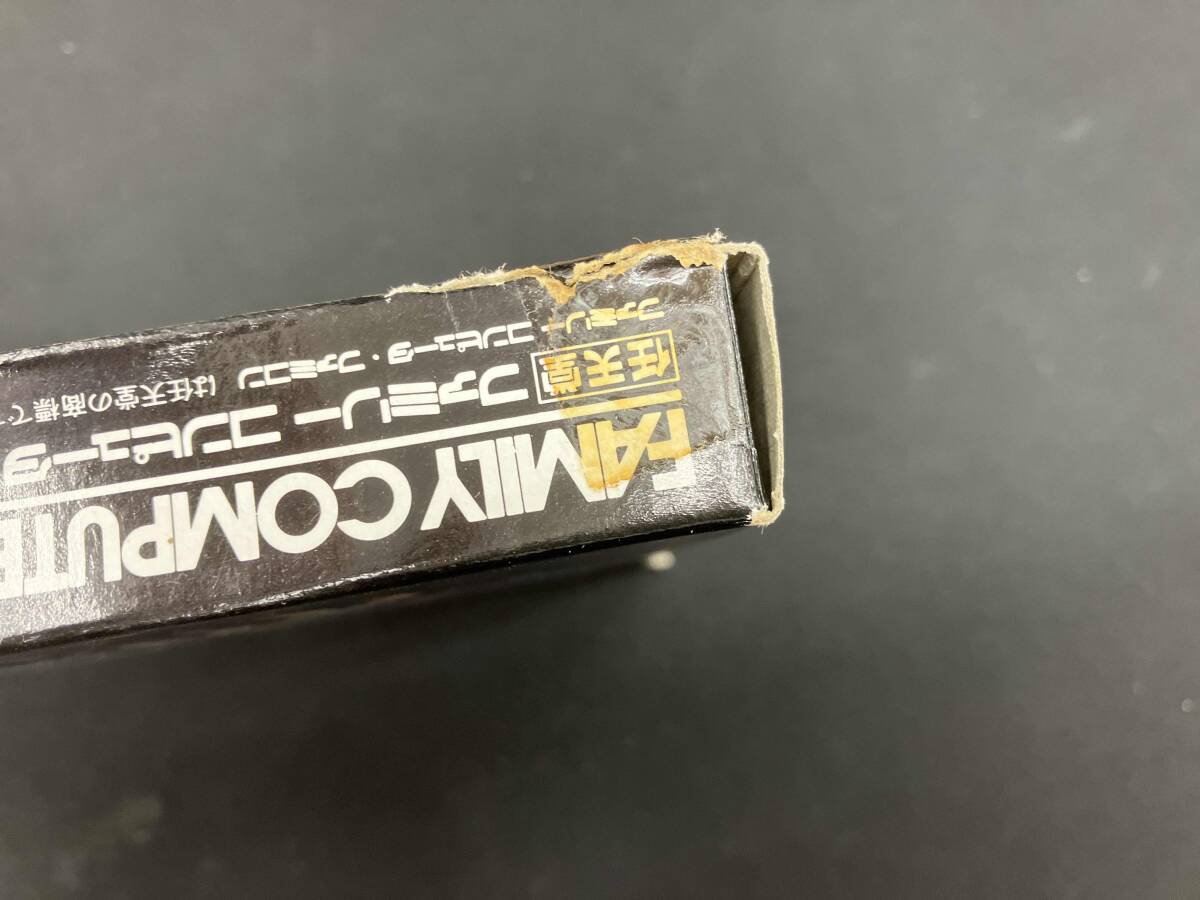 FAMILY COMPUTE
ファミリー コンピュータ
任天堂
ファミリー コンピュータ・ファミコン は任天堂の商標で